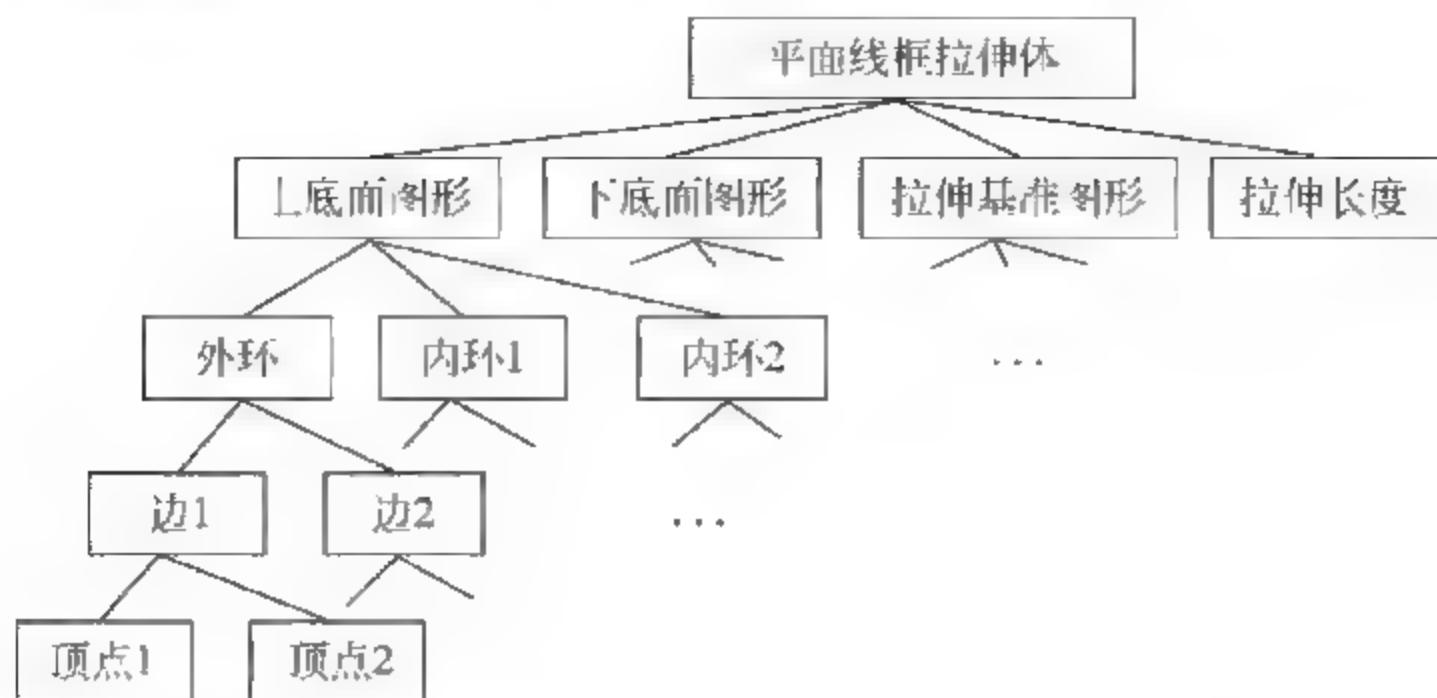 平面线框拉伸体
上底面图形
下底面图形
拉伸基准图形
拉伸长度
外环
内环1
内环2
...
边1
边2
...
顶点1
顶点2